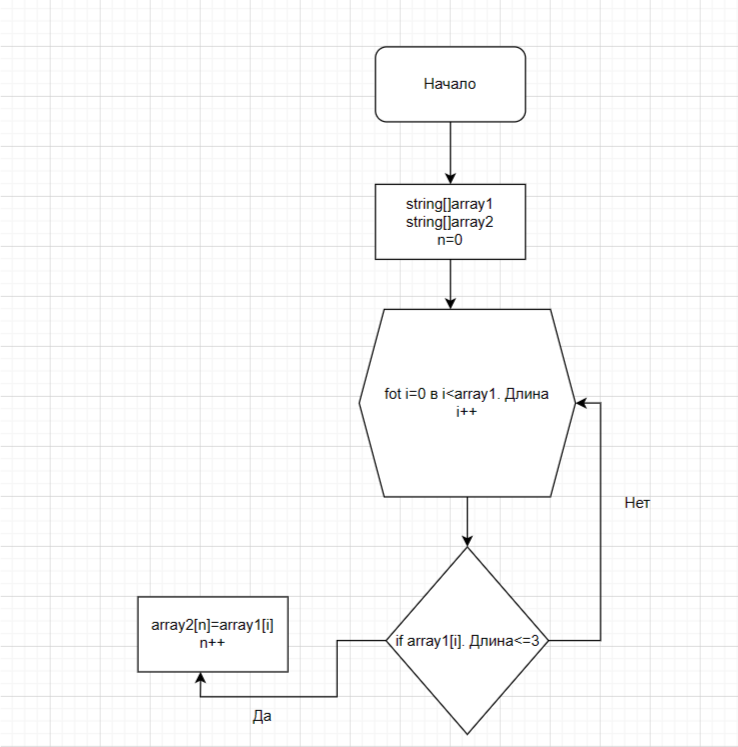 Начало
string[]array1
string[]array2
n=0
fot i=0 в i<array1. Длина
i++
Нет
array2[n]=array1[i]
n++
if array1[i]. Длина<=3
Да